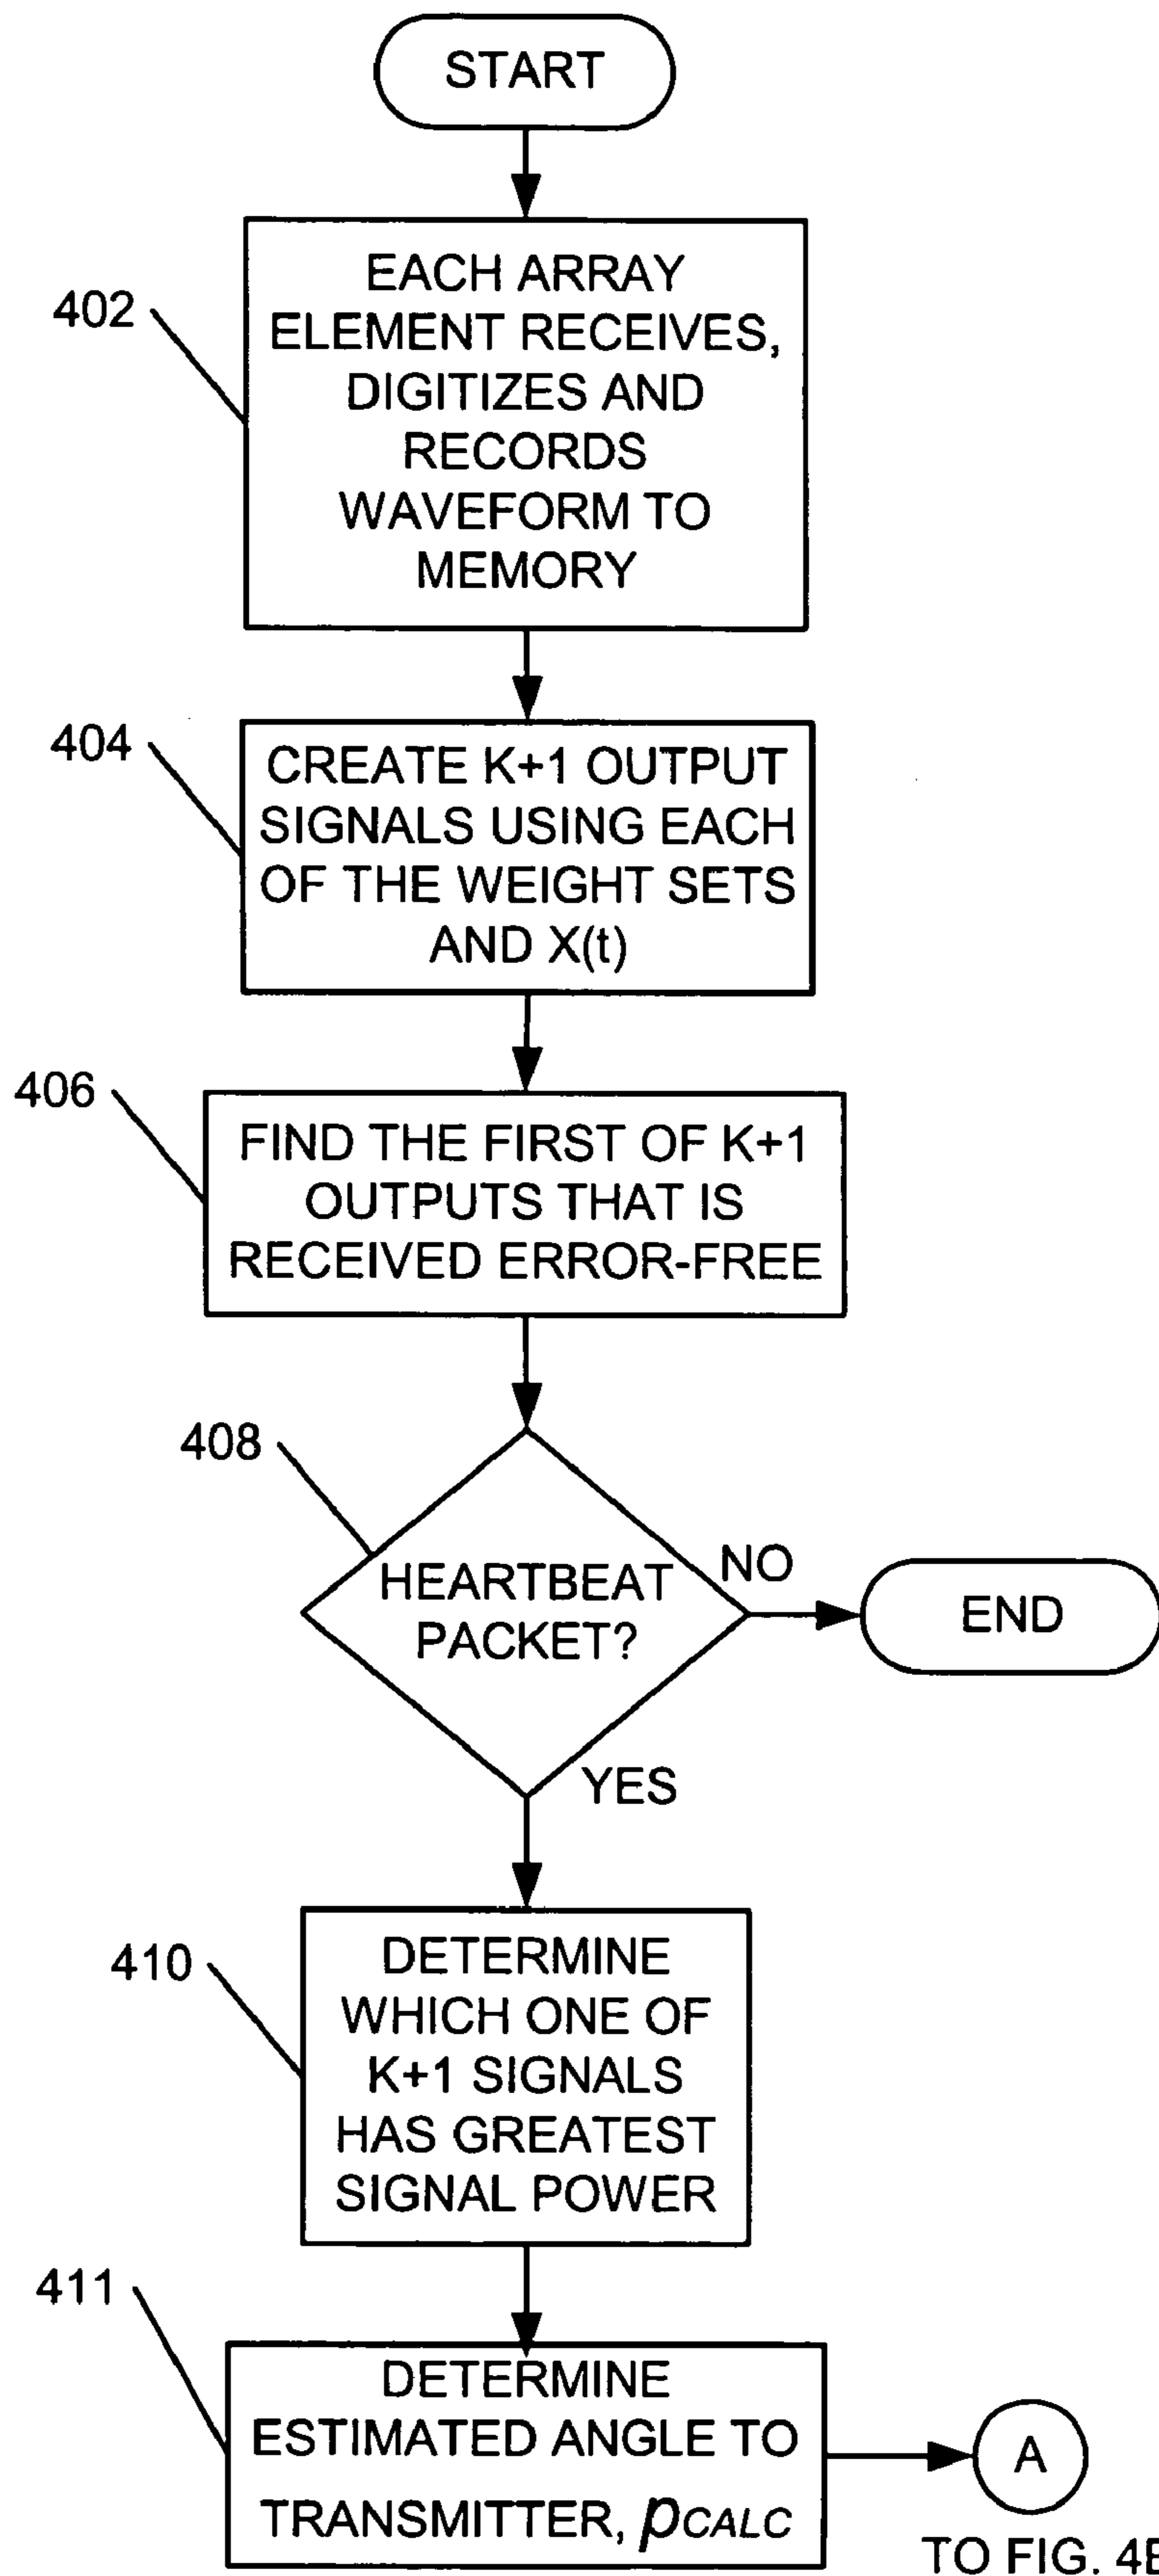 START
402
EACH ARRAY
ELEMENT RECEIVES,
DIGITIZES AND
RECORDS
WAVEFORM TO
MEMORY
404
CREATE K+1 OUTPUT
SIGNALS USING EACH
OF THE WEIGHT SETS
AND X(t)
406
FIND THE FIRST OF K+1
OUTPUTS THAT IS
RECEIVED ERROR-FREE
408
HEARTBEAT
PACKET?
NO
END
YES
410
DETERMINE
WHICH ONE OF
K+1 SIGNALS
HAS GREATEST
SIGNAL POWER
411
DETERMINE
ESTIMATED ANGLE TO
TRANSMITTER, pCALC
A
TO FIG. 4B